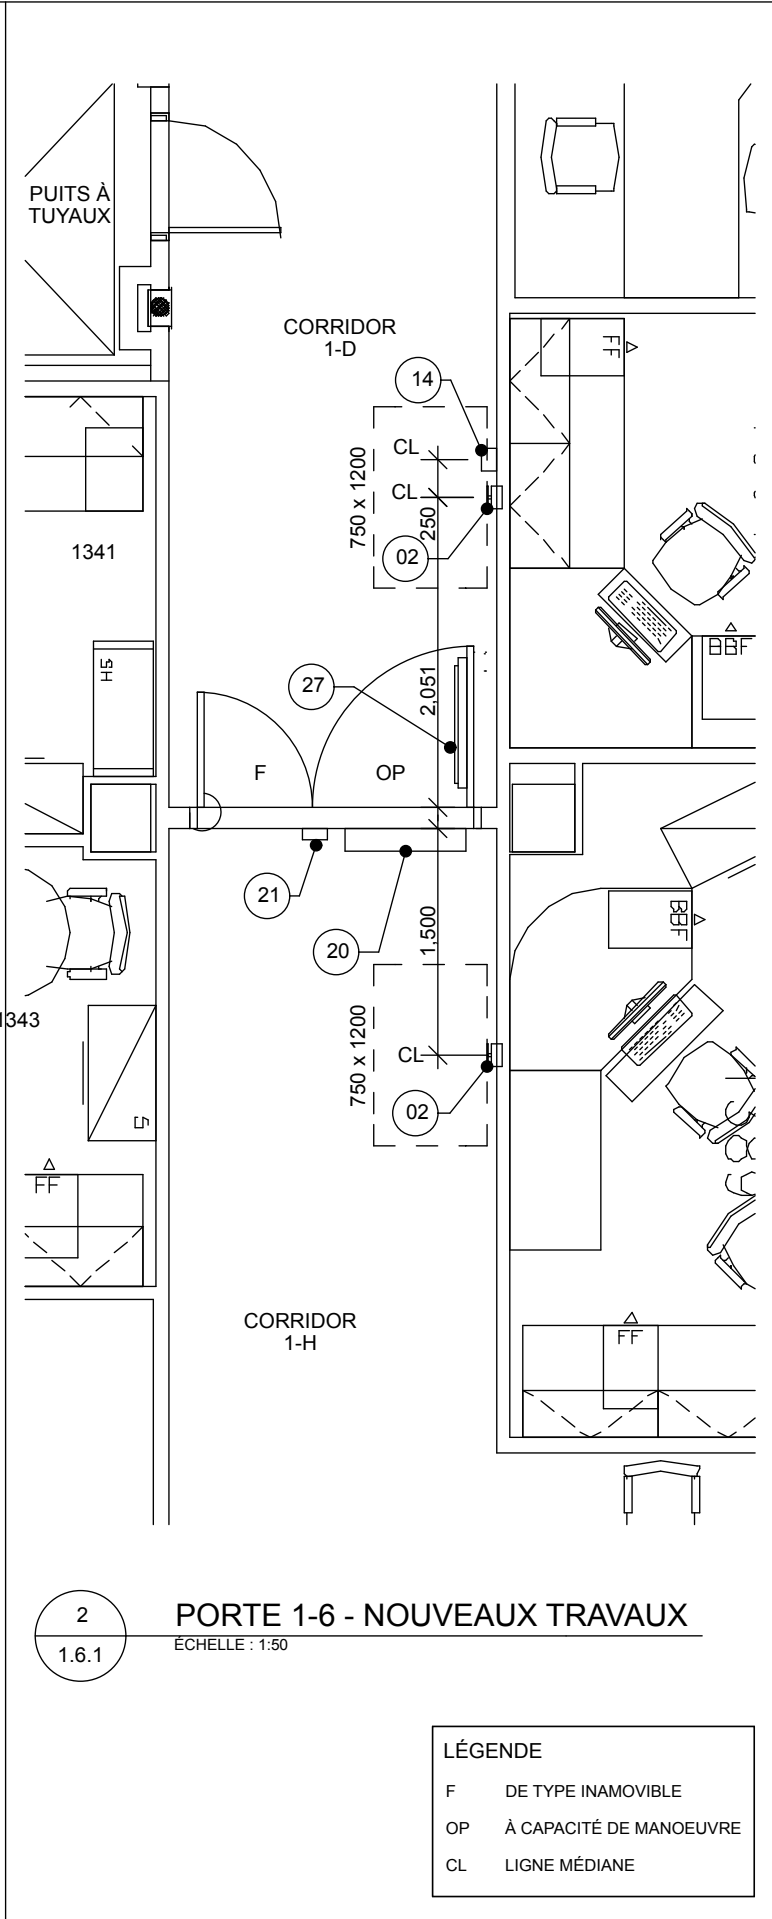 PUITS À
TUYAUX
CORRIDOR
1-D
FF
14
CL
750 x 1200
CL
250
02
1341
BBF
HS
27
2,051
F
OP
21
BBF
20
1,500
1343
750 x 1200
CL
02
S
FF
CORRIDOR
1-H
FF
2
1.6.1
PORTE 1-6 - NOUVEAUX TRAVAUX
ÉCHELLE : 1:50
LÉGENDE
F DE TYPE INAMOVIBLE
OP À CAPACITÉ DE MANOEUVRE
CL LIGNE MÉDIANE